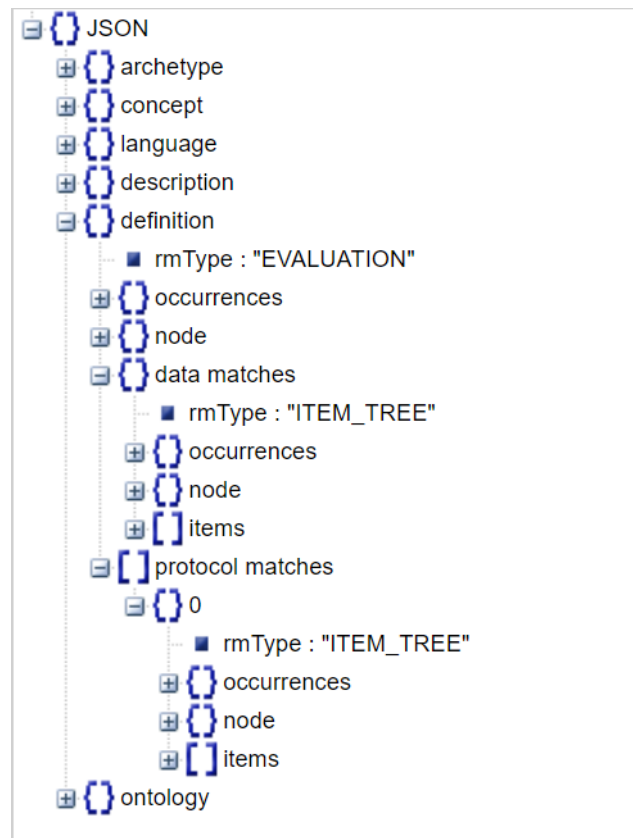 JSON
archetype
concept
language
description
definition
rmType : "EVALUATION"
occurrences
node
data matches
rmType : "ITEM_TREE"
occurrences
node
items
protocol matches
0
rmType : "ITEM_TREE"
occurrences
node
items
ontology